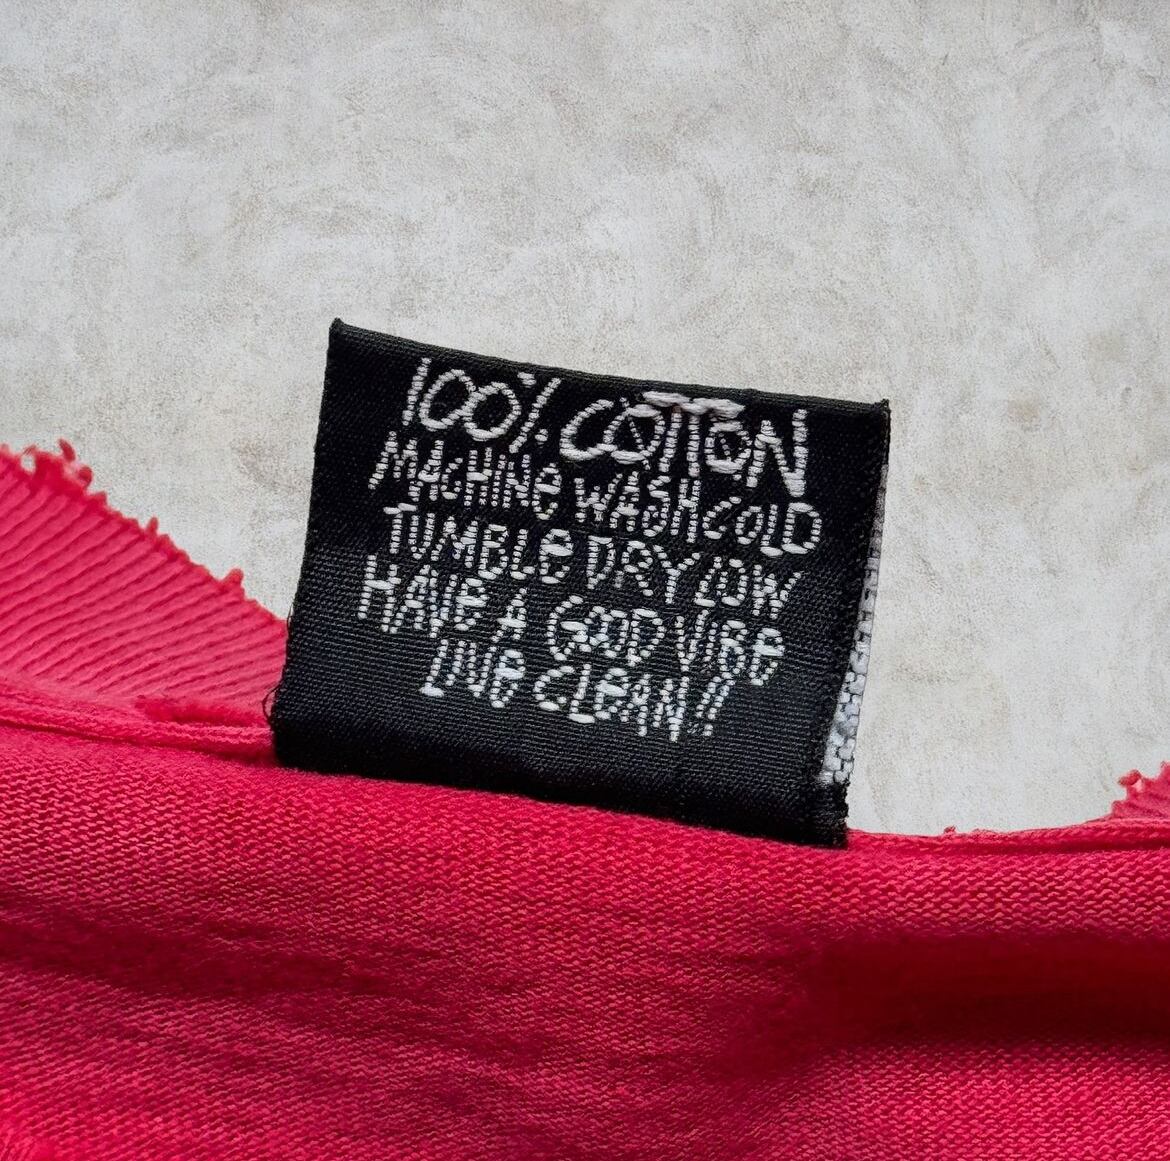 100% COTTON
MACHINE WASH COLD
TUMBLE DRY LOW
HAVE A GOOD VIBE
LIVE CLEAN!!